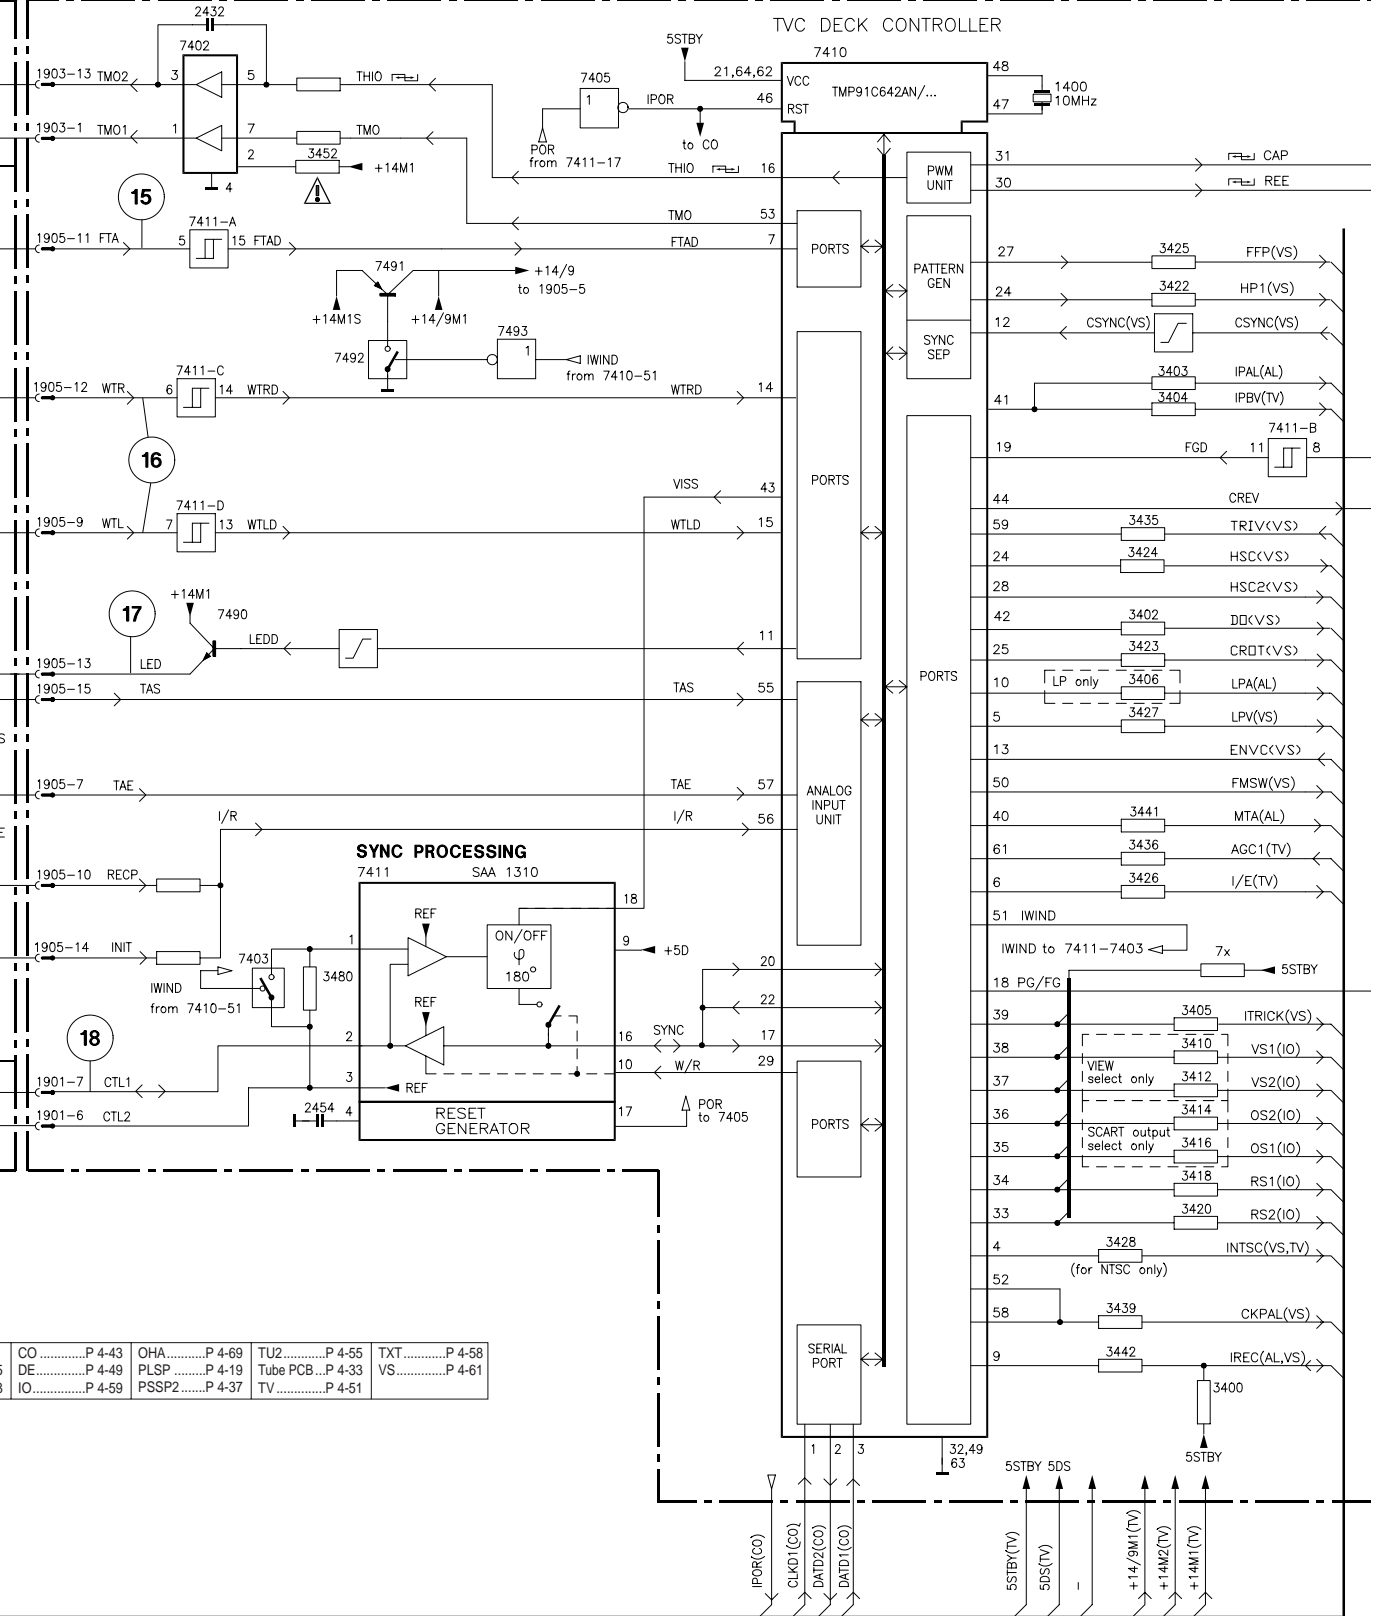 TVC DECK CONTROLLER
2432
7402
1903-13 TMO2
3
5
THIO
1903-1 TMO1
1
7
TMO
2
3452
+14M1
4
15
5STBY
7405
1
IPOR
POR
from 7411-17
to CO
7410
21,64,62
VCC
46
RST
TMP91C642AN/...
48
47
1400
10MHz
THIO
16
PWM
UNIT
31
CAP
30
REE
TMO
53
1905-11 FTA
7411-A
5
15 FTAD
FTAD
7
PORTS
PATTERN
GEN
27
3425
FFP(VS)
24
3422
HP1(VS)
12
CSYNC(VS)
CSYNC(VS)
SYNC
SEP
7491
+14/9
to 1905-5
+14M1S
+14/9M1
7492
7493
1
IWIND
from 7410-51
3403
IPAL(AL)
41
3404
IPBV(TV)
1905-12 WTR
7411-C
6
14 WTRD
WTRD
14
7411-B
19
FGD
11
8
16
PORTS
VISS
43
44
CREV
1905-9 WTL
7411-D
7
13 WTLD
WTLD
15
59
3435
TRIV(VS)
24
3424
HSC(VS)
28
HSC2(VS)
42
3402
DO(VS)
25
3423
CROT(VS)
10
LP only
3406
LPA(AL)
5
3427
LPV(VS)
13
ENVC(VS)
50
FMSW(VS)
40
3441
MTA(AL)
61
3436
AGC1(TV)
6
3426
I/E(TV)
PORTS
+14M1
17
7490
LEDD
11
1905-13 LED
1905-15 TAS
TAS
55
S
1905-7 TAE
TAE
57
ANALOG
INPUT
UNIT
I/R
I/R
56
E
SYNC PROCESSING
7411
SAA 1310
1905-10 RECP
1905-14 INIT
7403
IWIND
from 7410-51
3480
1
REF
ON/OFF
φ
180°
18
9
+5D
REF
2
16
SYNC
10
W/R
3
REF
4
RESET
GENERATOR
17
POR
to 7405
20
22
17
29
18
1901-7 CTL1
1901-6 CTL2
2454
51 IWIND
IWIND to 7411-7403
7x
5STBY
18 PG/FG
39
3405
ITRICK(VS)
38
VIEW
select only
3410
VS1(IO)
37
3412
VS2(IO)
36
SCART output
select only
3414
OS2(IO)
35
3416
OS1(IO)
34
3418
RS1(IO)
33
3420
RS2(IO)
4
3428
(for NTSC only)
INTSC(VS,TV)
52
58
3439
CKPAL(VS)
9
3442
IREC(AL,VS)
3400
5STBY
PORTS
SERIAL
PORT
1
2
3
32,49
63
5STBY 5DS
IPOR(CO)
CLKD1(CO)
DATD2(CO)
DATD1(CO)
5STBY(TV)
5DS(TV)
–
+14/9M1(TV)
+14M2(TV)
+14M1(TV)
CO.............P 4-43 OHA..........P 4-69 TU2...........P 4-55 TXT...........P 4-58
5 DE.............P 4-49 PLSP........P 4-19 Tube PCB...P 4-33 VS.............P 4-61
3 IO..............P 4-59 PSSP2.......P 4-37 TV.............P 4-51